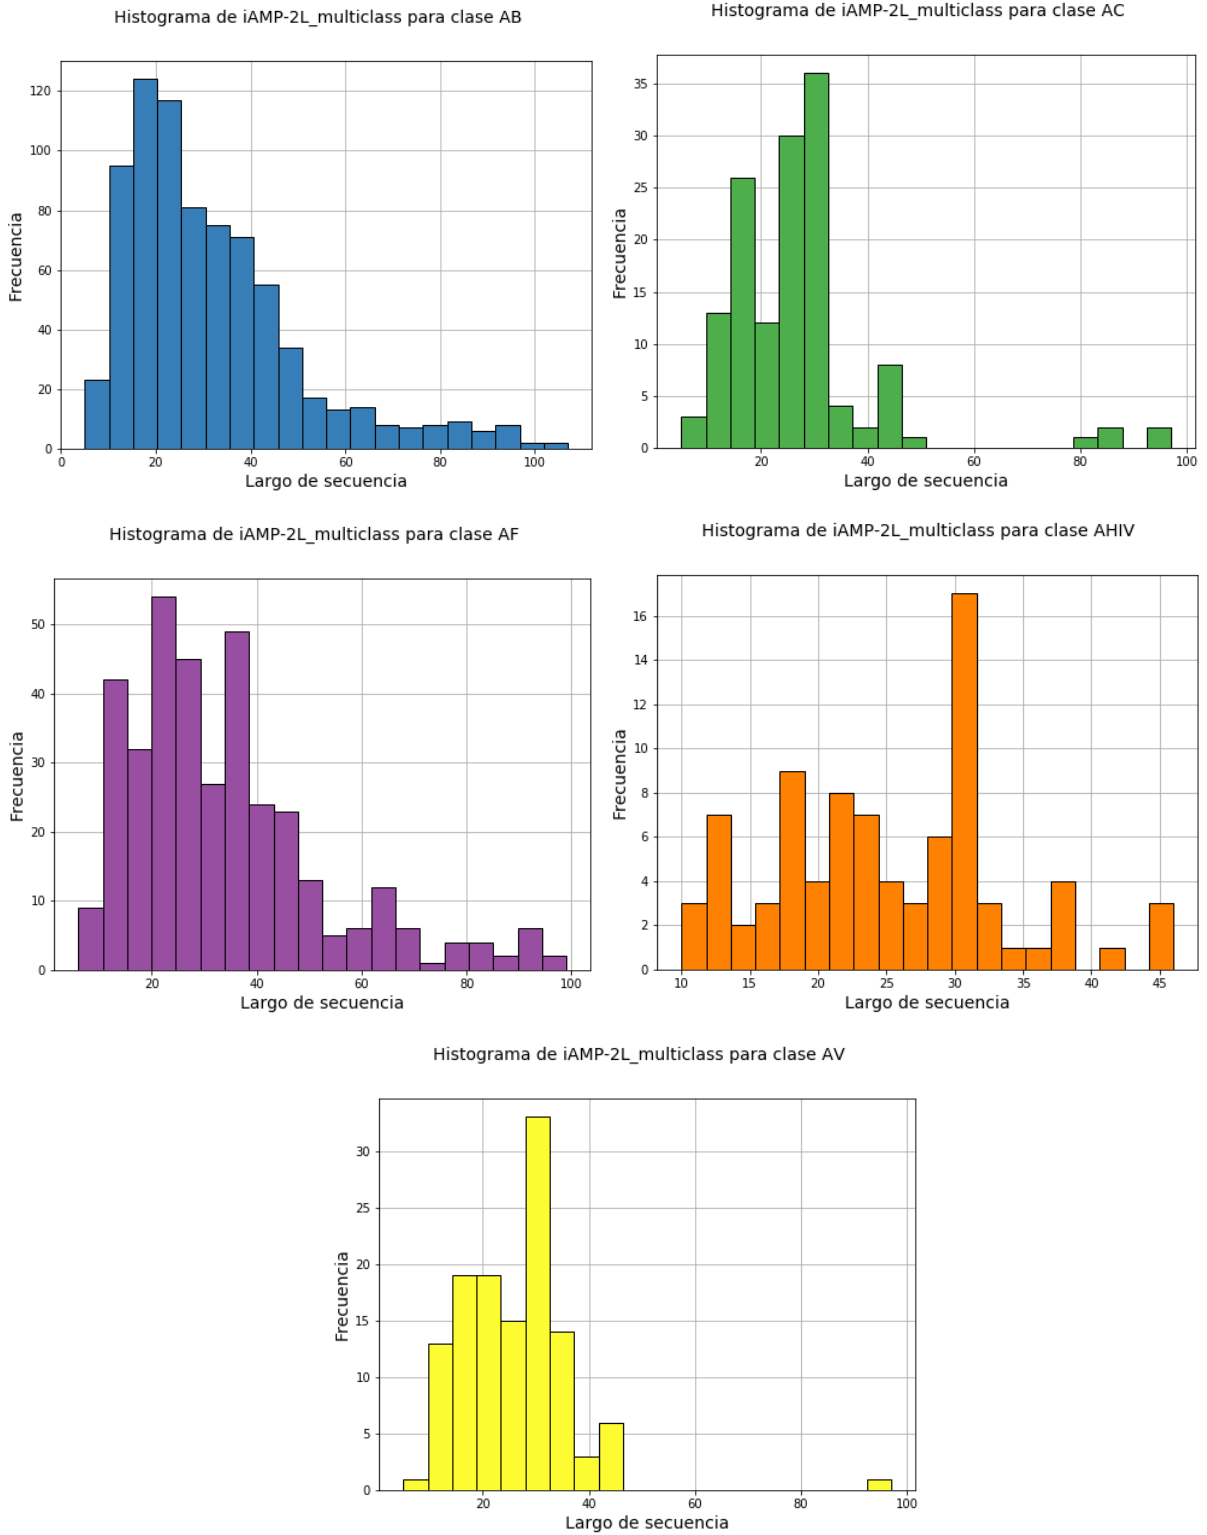 Histograma de iAMP-2L_multiclass para clase AB
Frecuencia
120
100
80
60
40
20
0
0 20 40 60 80 100
Largo de secuencia
Histograma de iAMP-2L_multiclass para clase AC
Frecuencia
35
30
25
20
15
10
5
0
20 40 60 80 100
Largo de secuencia
Histograma de iAMP-2L_multiclass para clase AF
Frecuencia
50
40
30
20
10
0
20 40 60 80 100
Largo de secuencia
Histograma de iAMP-2L_multiclass para clase AHIV
Frecuencia
16
14
12
10
8
6
4
2
0
10 15 20 25 30 35 40 45
Largo de secuencia
Histograma de iAMP-2L_multiclass para clase AV
Frecuencia
30
25
20
15
10
5
0
20 40 60 80 100
Largo de secuencia